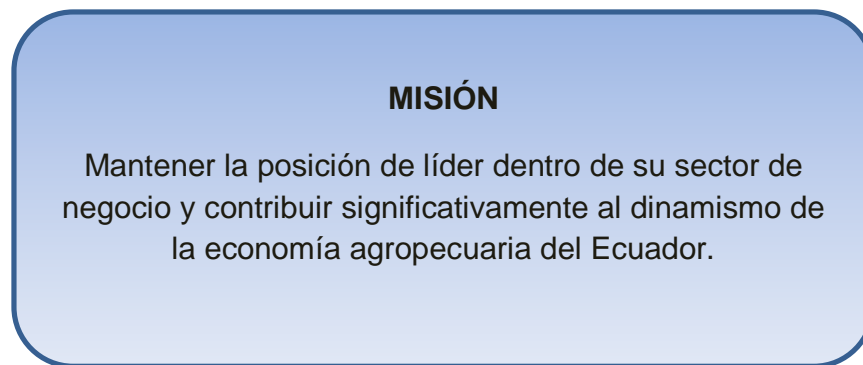 MISIÓN
Mantener la posición de líder dentro de su sector de
negocio y contribuir significativamente al dinamismo de
la economía agropecuaria del Ecuador.